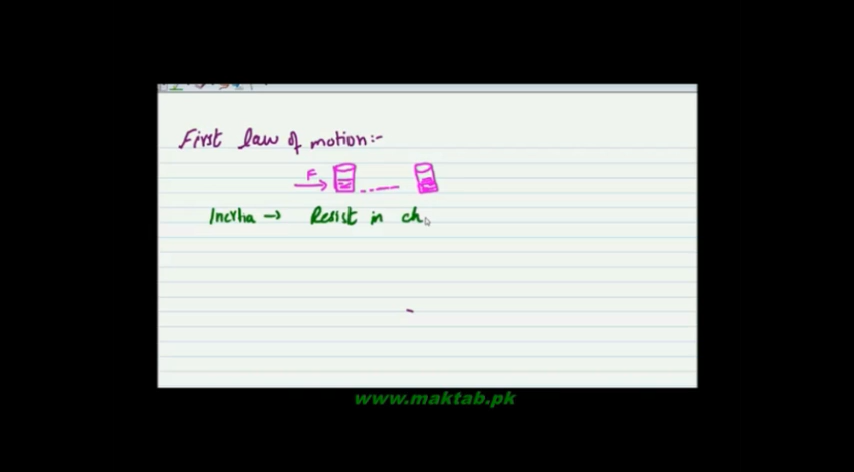 First law of motion:-
F
Inertia → Resist in ch
www.maktab.pk